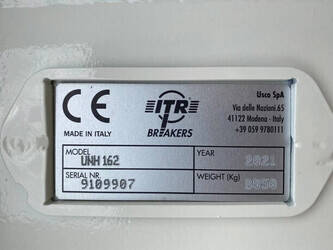 CE
MADE IN ITALY
ITR
BREAKERS
Usco SpA
Via delle Nazioni.65
41122 Modena - Italy
+39 059 9780111
MODEL UNH 162
YEAR 2021
SERIAL NR. 9109907
WEIGHT (Kg)